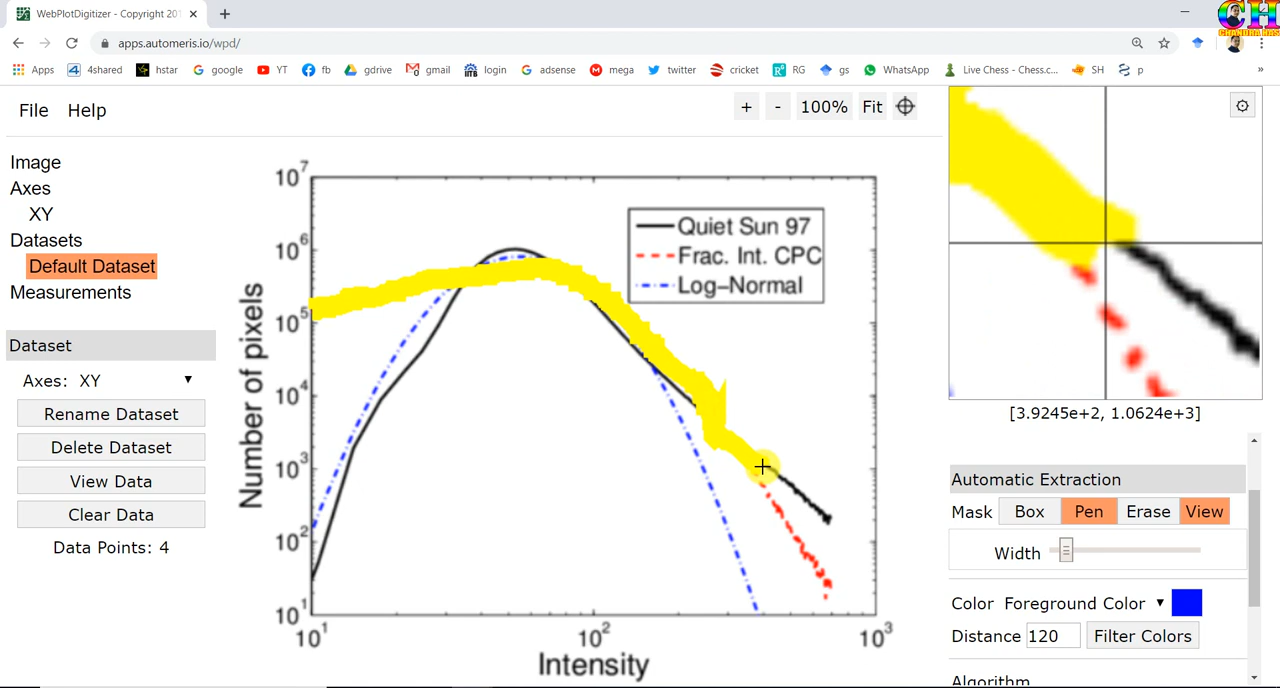 WebPlotDigitizer - Copyright 201
CH
CHANDRA HAS
apps.automeris.io/wpd/
Apps 4shared hstar google YT fb gdrive gmail login adsense mega twitter cricket RG gs WhatsApp Live Chess - Chess.c... SH p »
File Help
+ - 100% Fit
Image
Axes
XY
Datasets
Default Dataset
Measurements
Dataset
Axes: XY
Rename Dataset
Delete Dataset
View Data
Clear Data
Data Points: 4
10^7
10^6
10^5
10^4
10^3
10^2
10^1
Number of pixels
Quiet Sun 97
Frac. Int. CPC
Log-Normal
10^1 10^2 10^3
Intensity
[3.9245e+2, 1.0624e+3]
Automatic Extraction
Mask Box Pen Erase View
Width
Color Foreground Color
Distance 120 Filter Colors
Algorithm